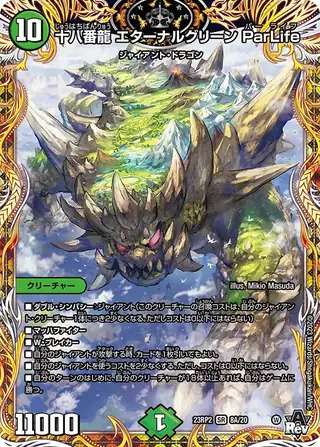 10
じゅうはちばんりゅう
パー ライフ
十八番龍 エターナルグリーン ParLife
ジャイアント・ドラゴン
クリーチャー
illus. Mikio Masuda
■ダブル・シンパシー:ジャイアント(このクリーチャーの召喚コストは、自分のジャイアン
ト・クリーチャー1体につき2少なくなる。ただしコストは0以下にはならない)
■マッハファイター
■W・ブレイカー
■自分のジャイアントが攻撃する時、カードを1枚引いてもよい。
■自分のジャイアントを使うコストを2少なくする。ただし、コストは0以下にはならない。
■自分のターンのはじめに、自分のクリーチャーが18体以上あれば、自分はゲームに
勝つ。
11000
1
23RP2 SR 8A/20
Rev